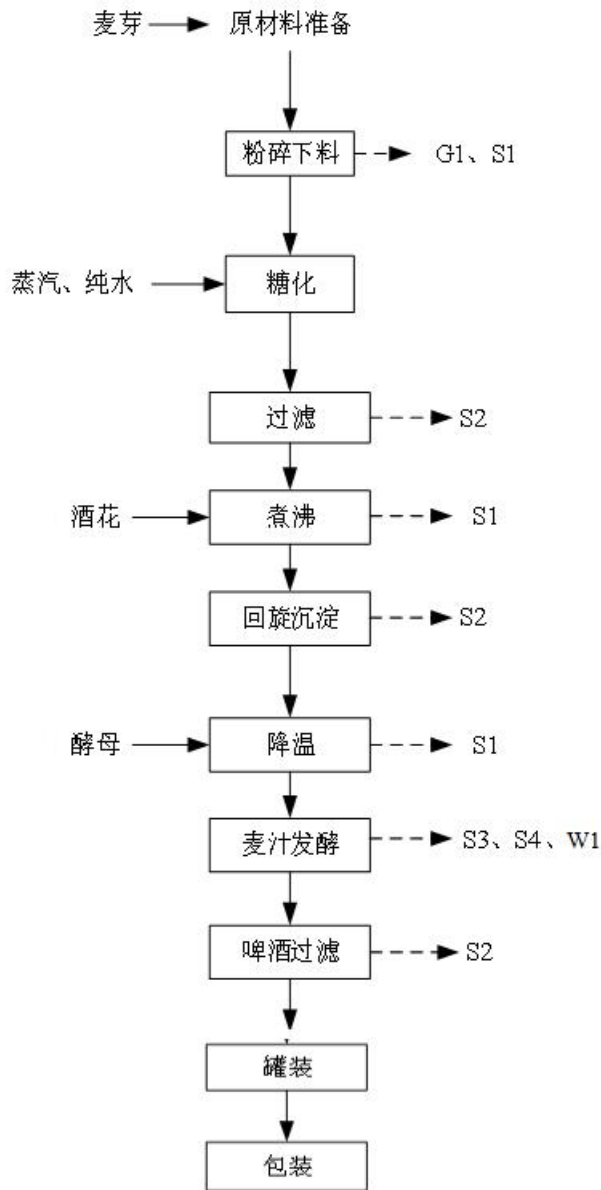 麦芽 原材料准备
粉碎下料 G1、S1
蒸汽、纯水 糖化
过滤 S2
酒花 煮沸 S1
回旋沉淀 S2
酵母 降温 S1
麦汁发酵 S3、S4、W1
啤酒过滤 S2
罐装
包装